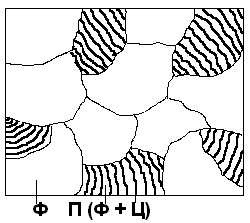 Ф П (Ф + Ц)